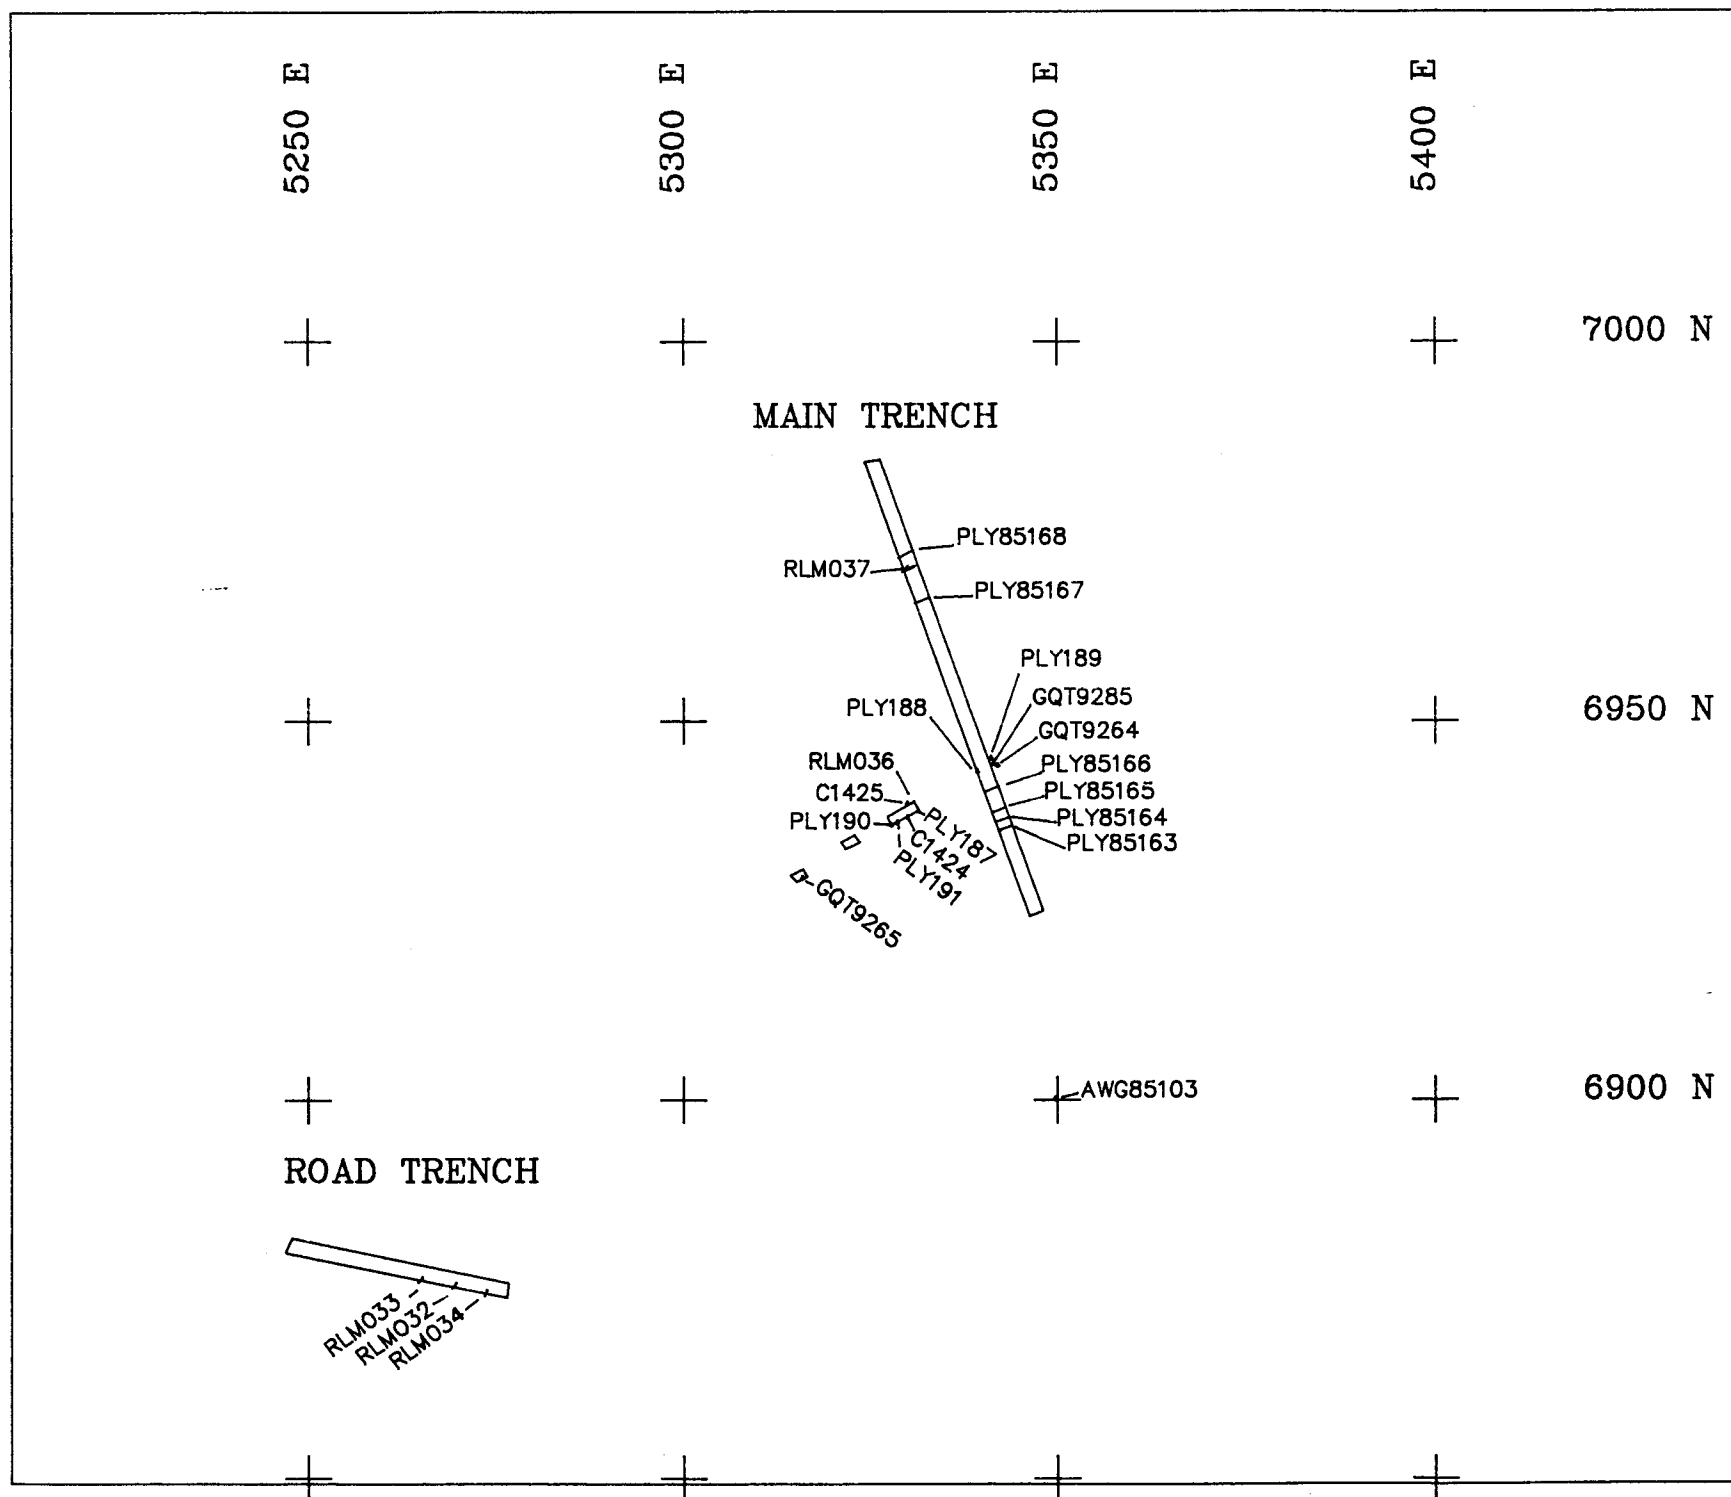 5250 E
5300 E
5350 E
5400 E
7000 N
MAIN TRENCH
PLY85168
RLM037
PLY85167
PLY189
GQT9285
PLY188
6950 N
GQT9264
RLM036
PLY85166
C1425
PLY85165
PLY190
PLY85164
PLY187
PLY85163
C1424
PLY191
GQT9265
AWG85103
6900 N
ROAD TRENCH
RLM033
RLM032
RLM034